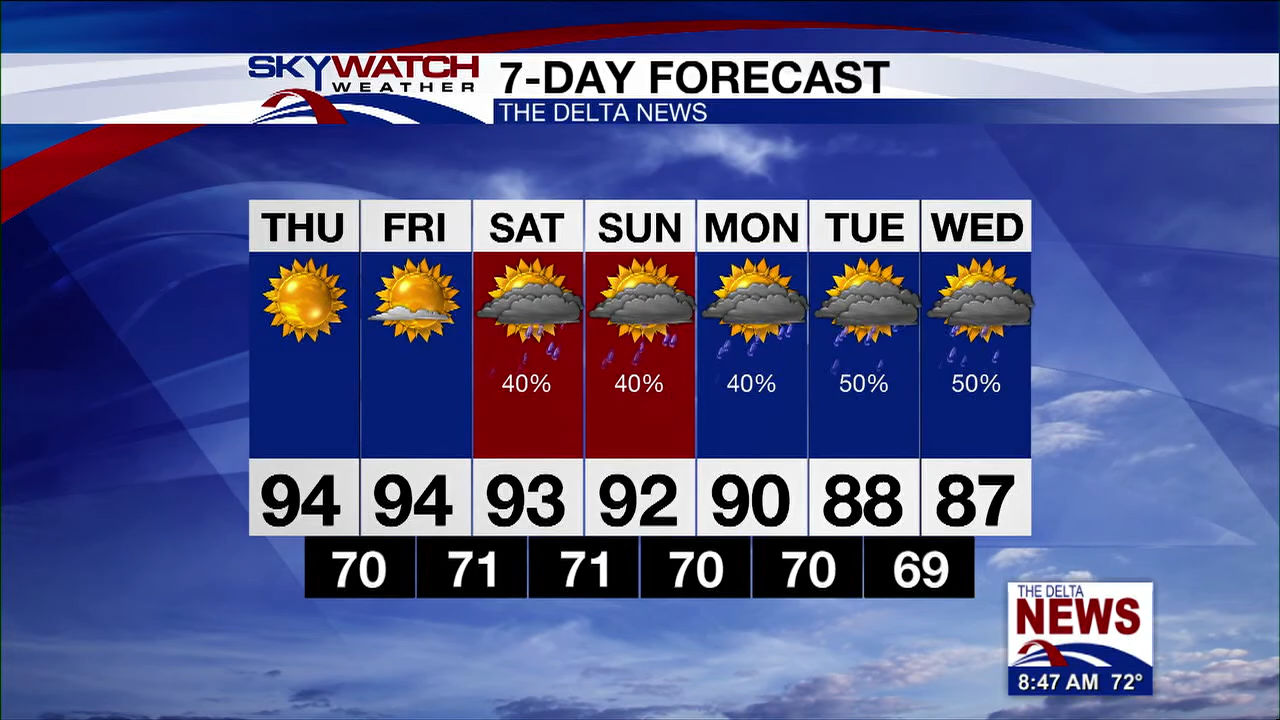 SKYWATCH
WEATHER
7-DAY FORECAST
THE DELTA NEWS
THU FRI SAT SUN MON TUE WED
40% 40% 40% 50% 50%
94 94 93 92 90 88 87
70 71 71 70 70 69
THE DELTA
NEWS
8:47 AM 72°